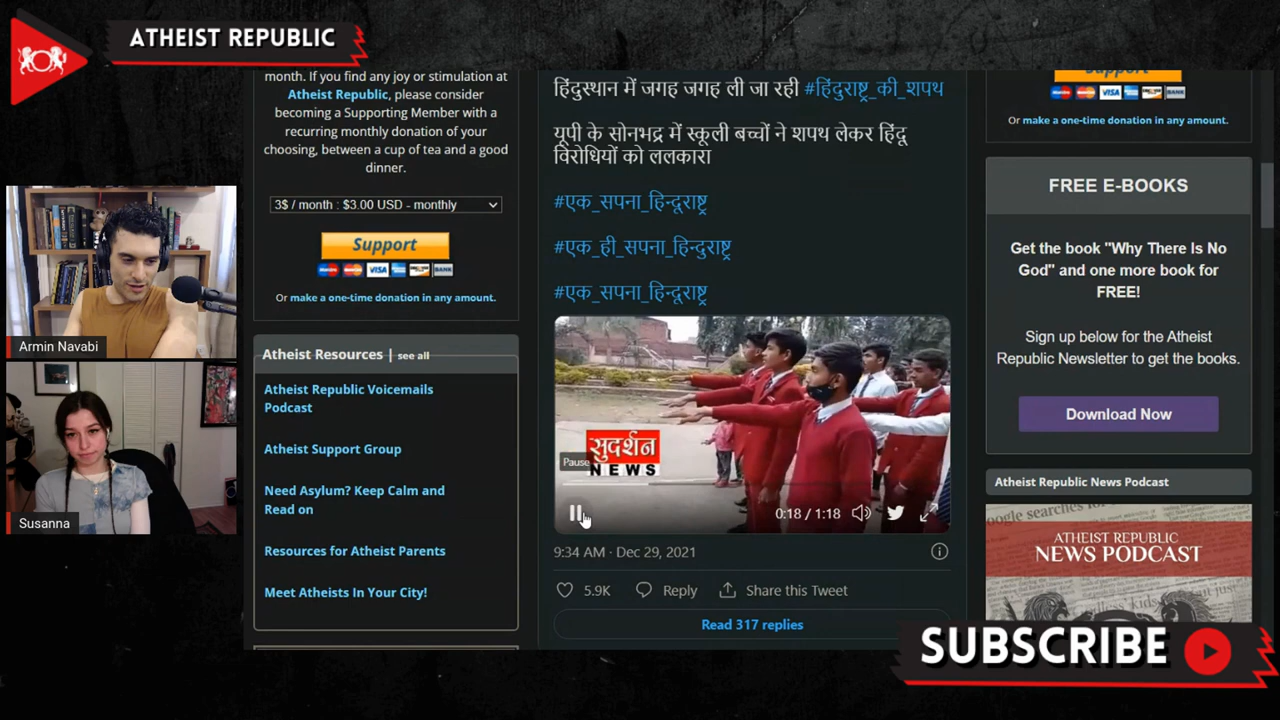 ATHEIST REPUBLIC
Armin Navabi
Susanna
month. If you find any joy or stimulation at
Atheist Republic, please consider
becoming a Supporting Member with a
recurring monthly donation of your
choosing, between a cup of tea and a good
dinner.
3$ / month : $3.00 USD - monthly
Support
VISA
BANK
Or make a one-time donation in any amount.
Atheist Resources | see all
Atheist Republic Voicemails
Podcast
Atheist Support Group
Need Asylum? Keep Calm and
Read on
Resources for Atheist Parents
Meet Atheists In Your City!
हिंदुस्थान में जगह जगह ली जा रही #हिंदुराष्ट्र_की_शपथ
यूपी के सोनभद्र में स्कूली बच्चों ने शपथ लेकर हिंदू
विरोधियों को ललकारा
#एक_सपना_हिन्दूराष्ट्र
#एक_ही_सपना_हिन्दुराष्ट्र
#एक_सपना_हिन्दूराष्ट्र
सुदर्शन
NEWS
Pause
0:18 / 1:18
9:34 AM · Dec 29, 2021
5.9K
Reply
Share this Tweet
Read 317 replies
Support
VISA
BANK
Or make a one-time donation in any amount.
FREE E-BOOKS
Get the book "Why There Is No
God" and one more book for
FREE!
Sign up below for the Atheist
Republic Newsletter to get the books.
Download Now
Atheist Republic News Podcast
ATHEIST REPUBLIC
NEWS PODCAST
SUBSCRIBE